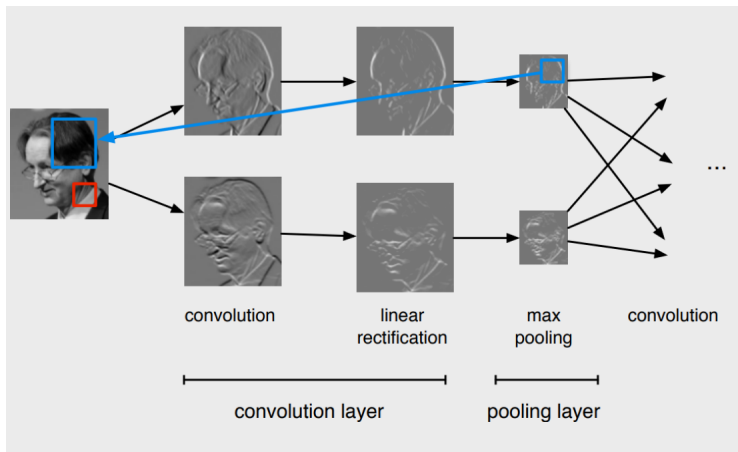 ...
convolution
linear
rectification
max
pooling
convolution
convolution layer
pooling layer